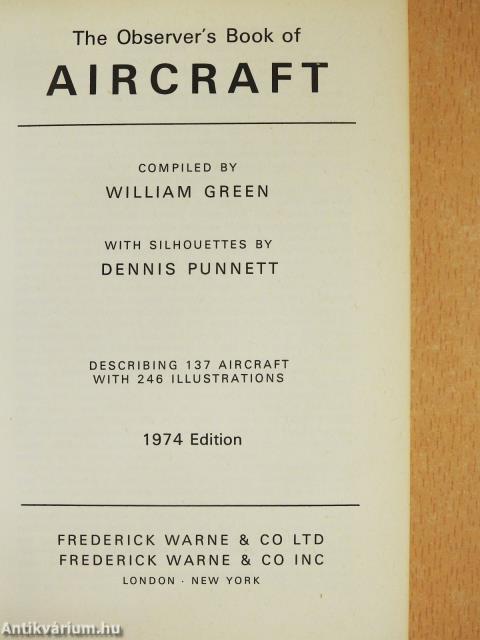 The Observer's Book of
AIRCRAFT
COMPILED BY
WILLIAM GREEN
WITH SILHOUETTES BY
DENNIS PUNNETT
DESCRIBING 137 AIRCRAFT
WITH 246 ILLUSTRATIONS
1974 Edition
FREDERICK WARNE & CO LTD
FREDERICK WARNE & CO INC
LONDON · NEW YORK
Antikvárium.hu